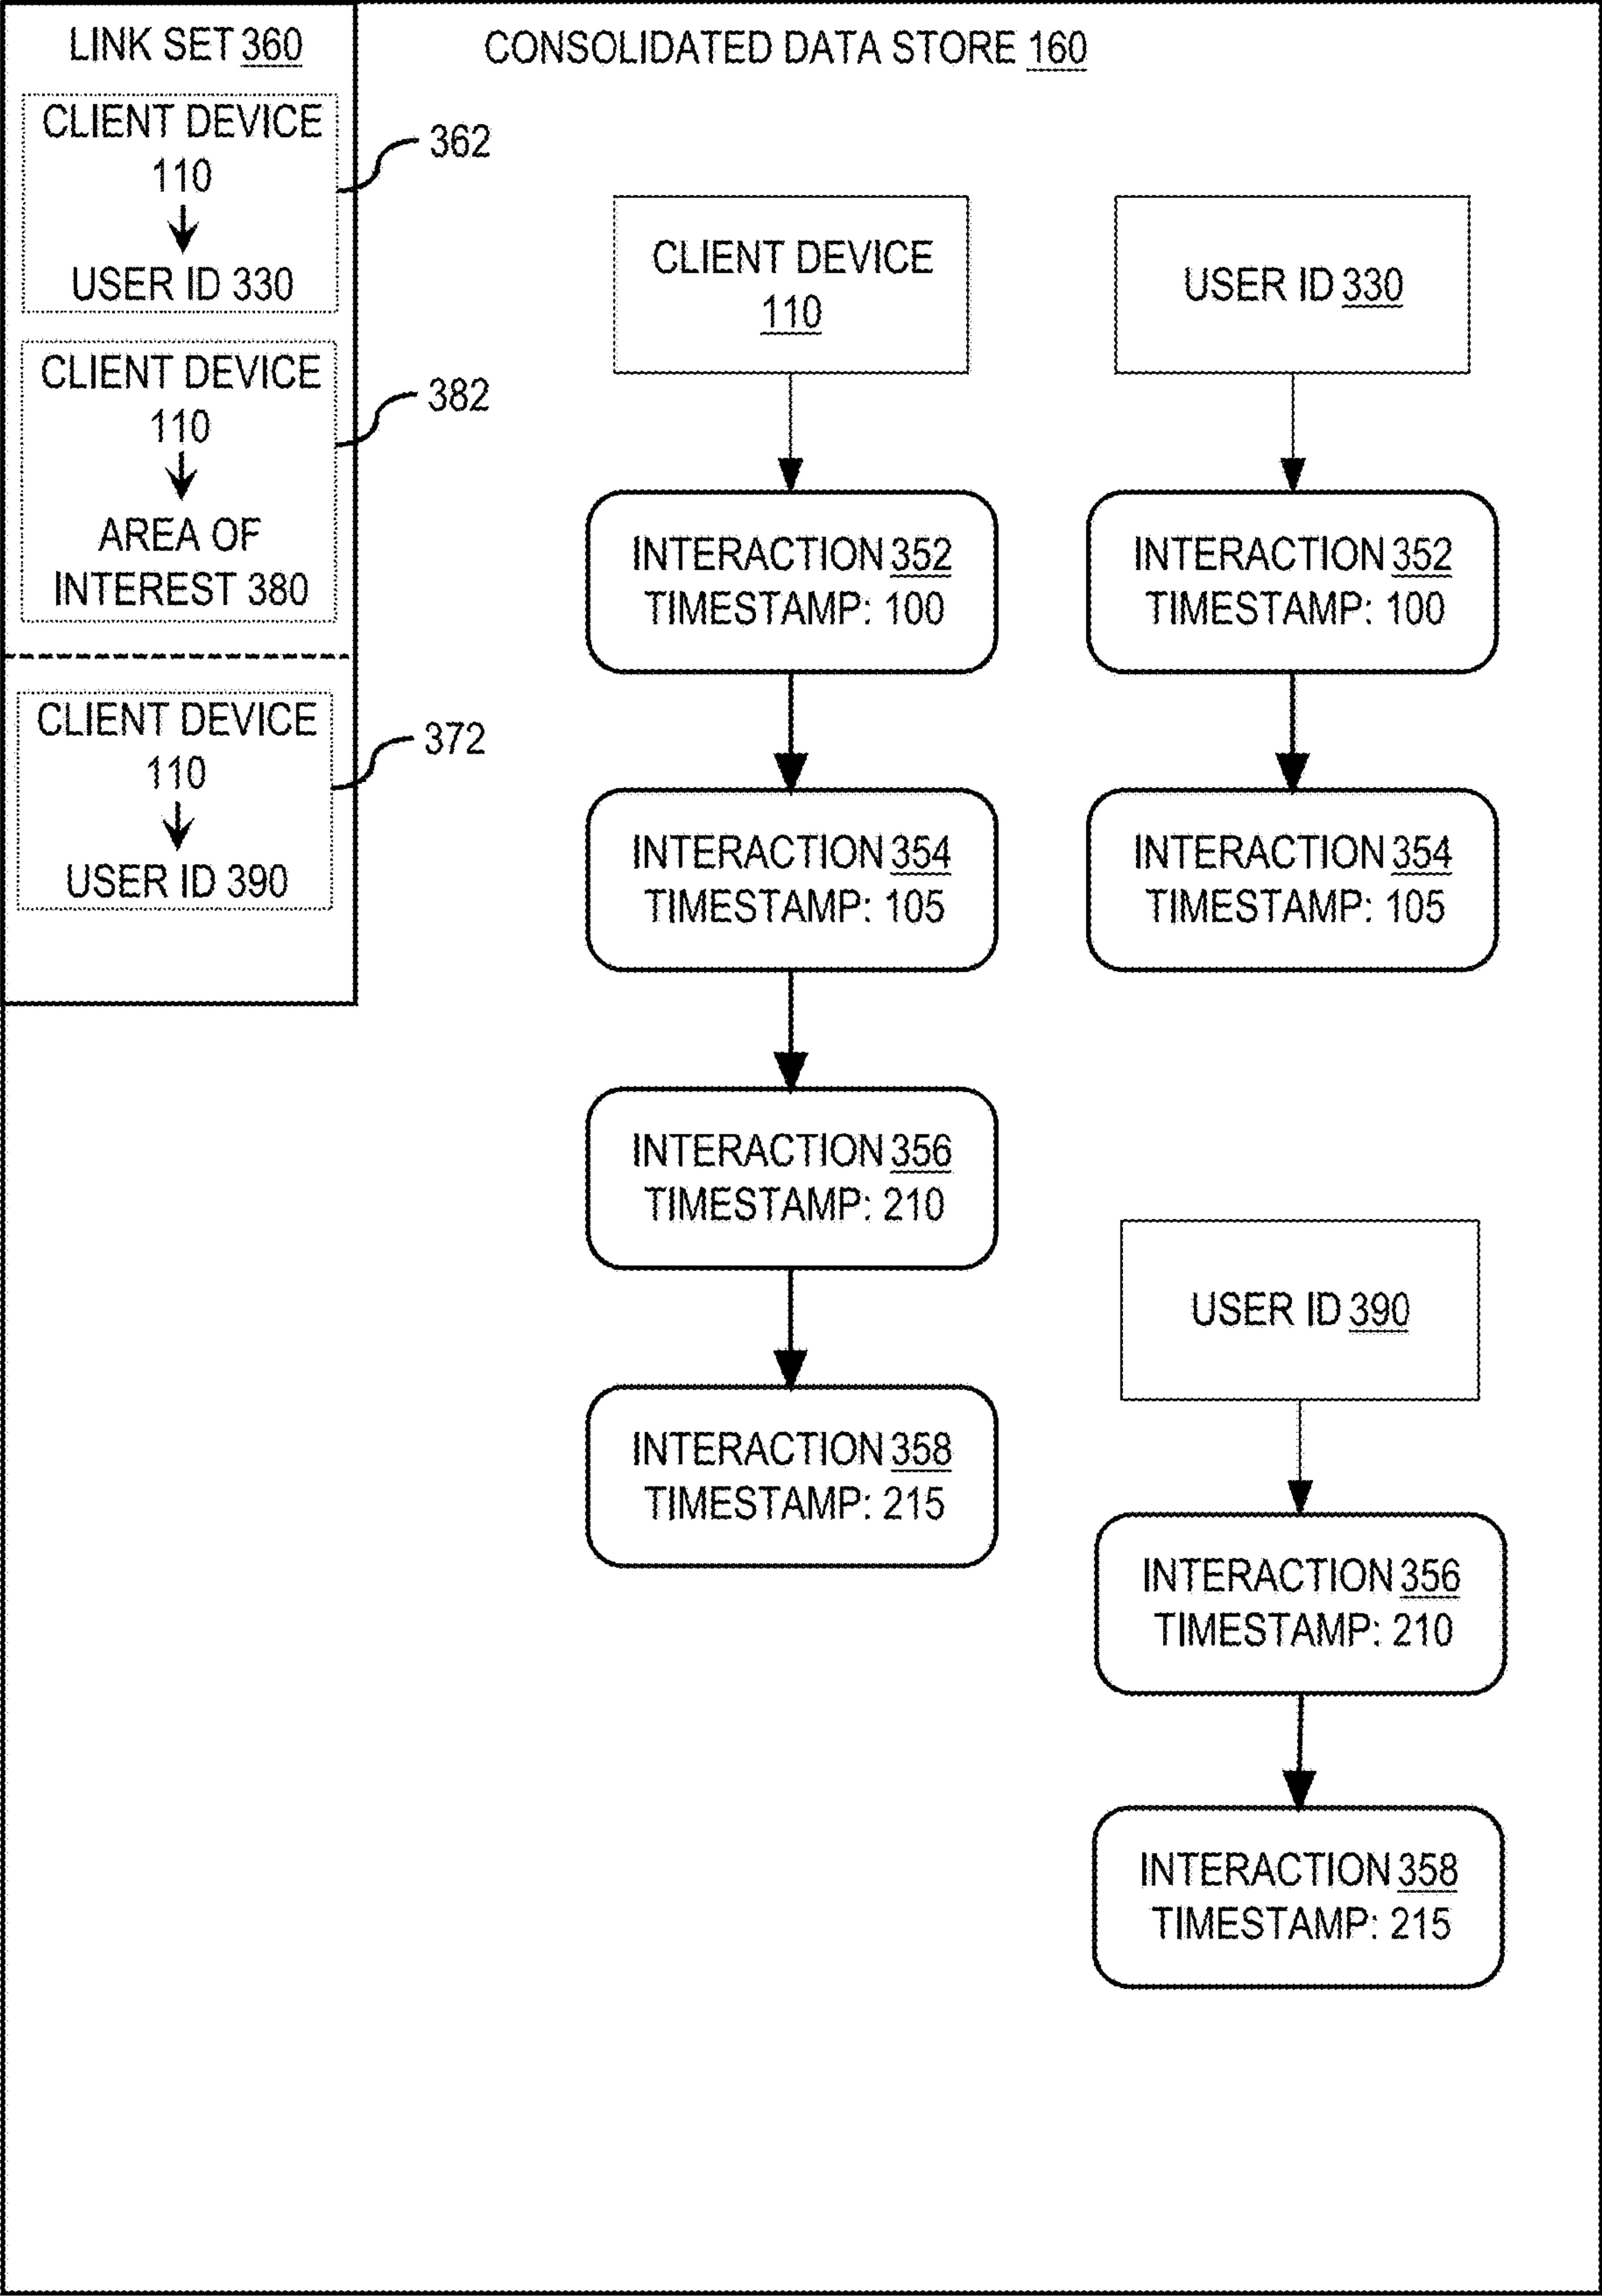 LINK SET 360
CLIENT DEVICE
110
USER ID 330
362
CLIENT DEVICE
110
AREA OF
INTEREST 380
382
CLIENT DEVICE
110
USER ID 390
372
CONSOLIDATED DATA STORE 160
CLIENT DEVICE
110
INTERACTION 352
TIMESTAMP: 100
INTERACTION 354
TIMESTAMP: 105
INTERACTION 356
TIMESTAMP: 210
INTERACTION 358
TIMESTAMP: 215
USER ID 330
INTERACTION 352
TIMESTAMP: 100
INTERACTION 354
TIMESTAMP: 105
USER ID 390
INTERACTION 356
TIMESTAMP: 210
INTERACTION 358
TIMESTAMP: 215